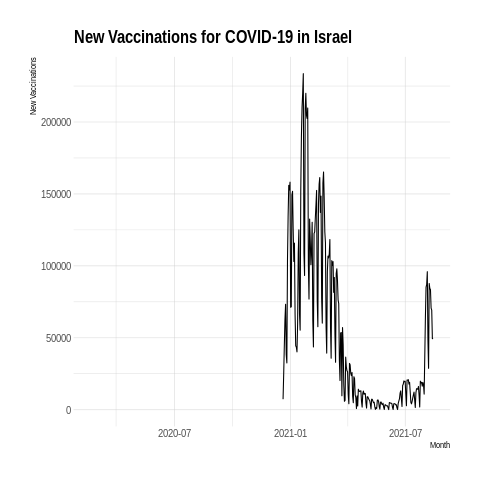 New Vaccinations for COVID-19 in Israel
New Vaccinations
200000
150000
100000
50000
0
2020-07
2021-01
2021-07
Month